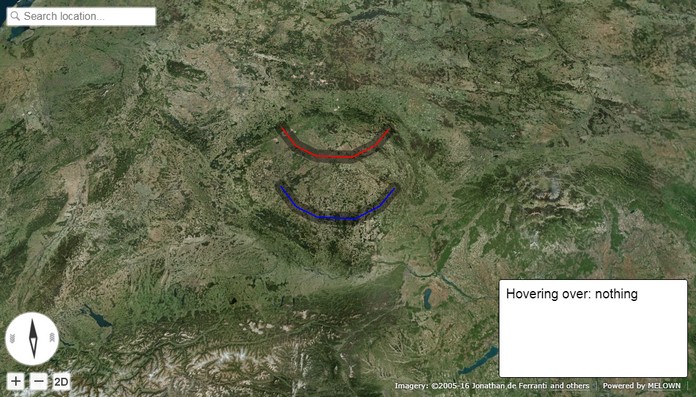 Search location...
Hovering over: nothing
2D
Imagery: ©2005-16 Jonathan de Ferranti and others | Powered by MELOWN